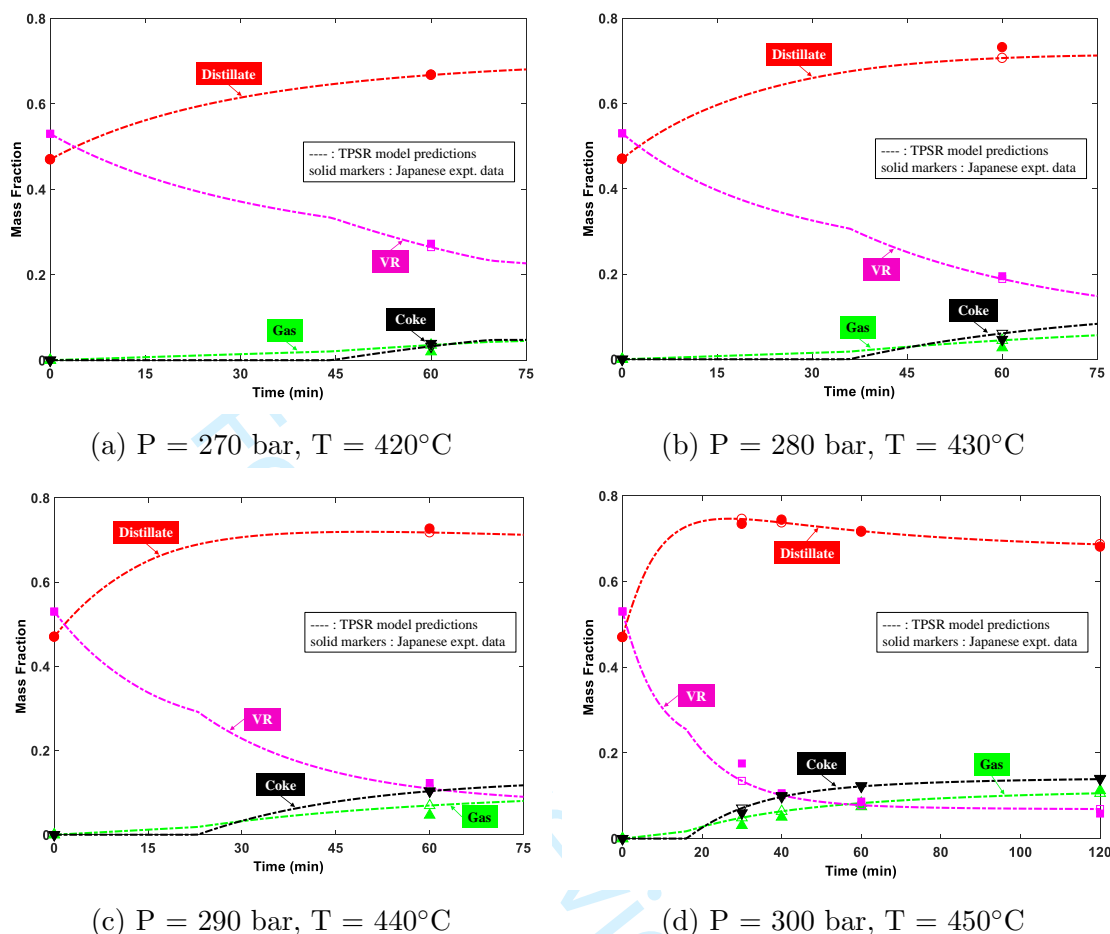 0.8
0.6
0.4
0.2
0
Mass Fraction
Distillate
---- : TPSR model predictions
solid markers : Japanese expt. data
VR
Gas
Coke
0 15 30 45 60 75
Time (min)
(a) P = 270 bar, T = 420°C
0.8
0.6
0.4
0.2
0
Mass Fraction
Distillate
---- : TPSR model predictions
solid markers : Japanese expt. data
VR
Coke
Gas
0 15 30 45 60 75
Time (min)
(b) P = 280 bar, T = 430°C
0.8
0.6
0.4
0.2
0
Mass Fraction
Distillate
---- : TPSR model predictions
solid markers : Japanese expt. data
VR
Coke
Gas
0 15 30 45 60 75
Time (min)
(c) P = 290 bar, T = 440°C
0.8
0.6
0.4
0.2
0
Mass Fraction
Distillate
---- : TPSR model predictions
solid markers : Japanese expt. data
VR
Coke
Gas
0 20 40 60 80 100 120
Time (min)
(d) P = 300 bar, T = 450°C